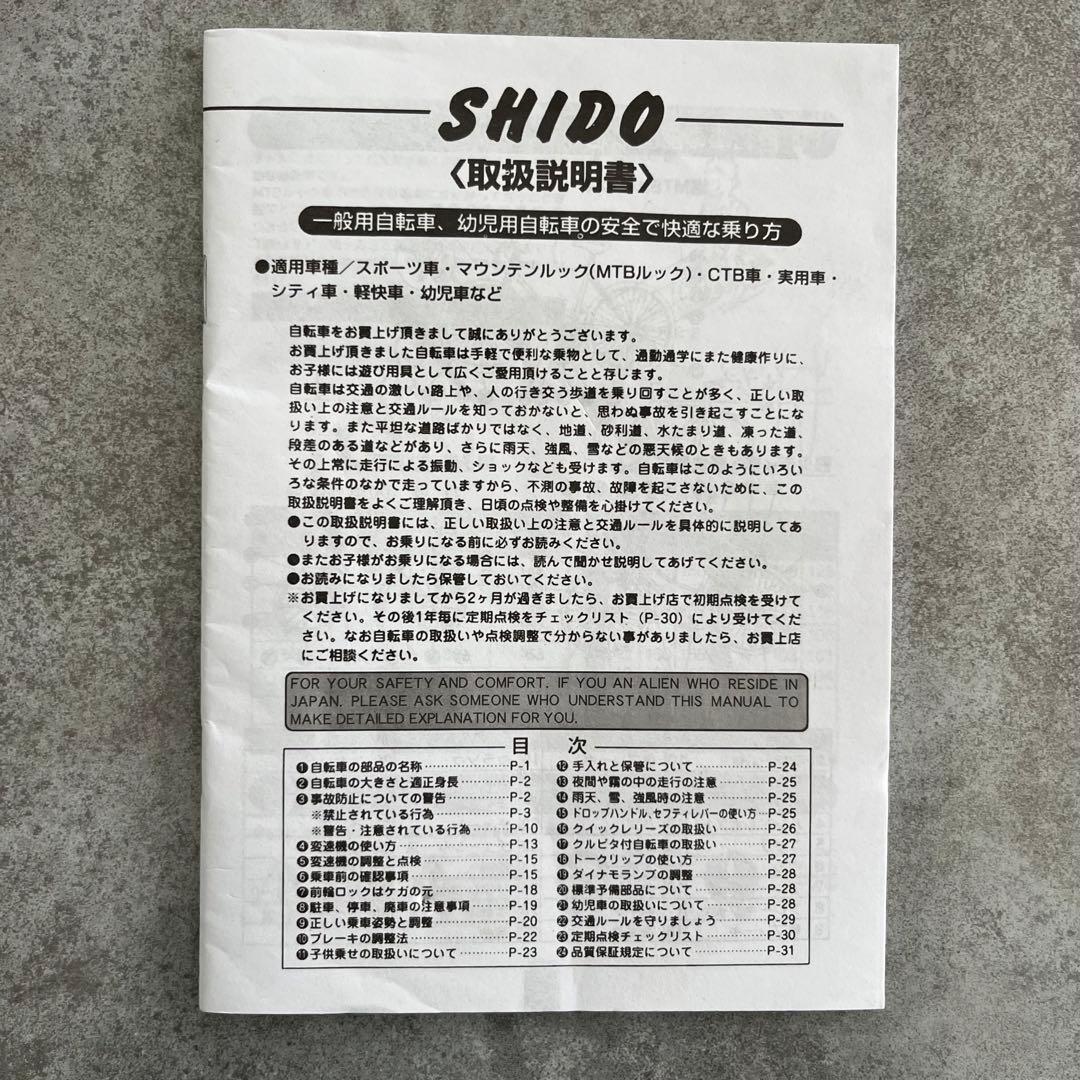 SHIDO
〈取扱説明書〉
一般用自転車、幼児用自転車の安全で快適な乗り方
●適用車種／スポーツ車・マウンテンルック(MTBルック)・CTB車・実用車・
シティ車・軽快車・幼児車など
自転車をお買上げ頂きまして誠にありがとうございます。
お買上げ頂きました自転車は手軽で便利な乗物として、通勤通学にまた健康作りに、
お子様には遊び用具として広くご愛用頂けることと存じます。
自転車は交通の激しい路上や、人の行き交う歩道を乗り回すことが多く、正しい取
扱い上の注意と交通ルールを知っておかないと、思わぬ事故を引き起こすことにな
ります。また平坦な道路ばかりではなく、地道、砂利道、水たまり道、凍った道、
段差のある道などがあり、さらに雨天、強風、雪などの悪天候のときもあります。
その上常に走行による振動、ショックなども受けます。自転車はこのようにいろい
ろな条件のなかで走っていますから、不測の事故、故障を起こさないために、この
取扱説明書をよくご理解頂き、日頃の点検や整備を心掛けてください。
●この取扱説明書には、正しい取扱い上の注意と交通ルールを具体的に説明してあ
りますので、お乗りになる前に必ずお読みください。
●またお子様がお乗りになる場合には、読んで聞かせ説明してあげてください。
●お読みになりましたら保管しておいてください。
※お買上げになりましてから2ヶ月が過ぎましたら、お買上げ店で初期点検を受けて
ください。その後1年毎に定期点検をチェックリスト（P-30）により受けてくだ
さい。なお自転車の取扱いや点検調整で分からない事がありましたら、お買上店
にご相談ください。
FOR YOUR SAFETY AND COMFORT. IF YOU AN ALIEN WHO RESIDE IN
JAPAN. PLEASE ASK SOMEONE WHO UNDERSTAND THIS MANUAL TO
MAKE DETAILED EXPLANATION FOR YOU.
目 次
❶自転車の部品の名称…………P-1
❷自転車の大きさと適正身長…………P-2
❸事故防止についての警告…………P-2
※禁止されている行為…………P-3
※警告・注意されている行為…………P-10
❹変速機の使い方…………P-13
❺変速機の調整と点検…………P-15
❻乗車前の確認事項…………P-15
❼前輪ロックはケガの元…………P-18
❽駐車、停車、廃車の注意事項…………P-19
❾正しい乗車姿勢と調整…………P-20
❿ブレーキの調整法…………P-22
⓫子供乗せの取扱いについて…………P-23
⓬手入れと保管について…………P-24
⓭夜間や霧の中の走行の注意…………P-25
⓮雨天、雪、強風時の注意…………P-25
⓯ドロップハンドル、セフティレバーの使い方…P-25
⓰クイックレリーズの取扱い…………P-26
⓱クルピタ付自転車の取扱い…………P-27
⓲トークリップの使い方…………P-27
⓳ダイナモランプの調整…………P-28
⓴標準予備部品について…………P-28
㉑幼児車の取扱いについて…………P-28
㉒交通ルールを守りましょう…………P-29
㉓定期点検チェックリスト…………P-30
㉔品質保証規定について…………P-31